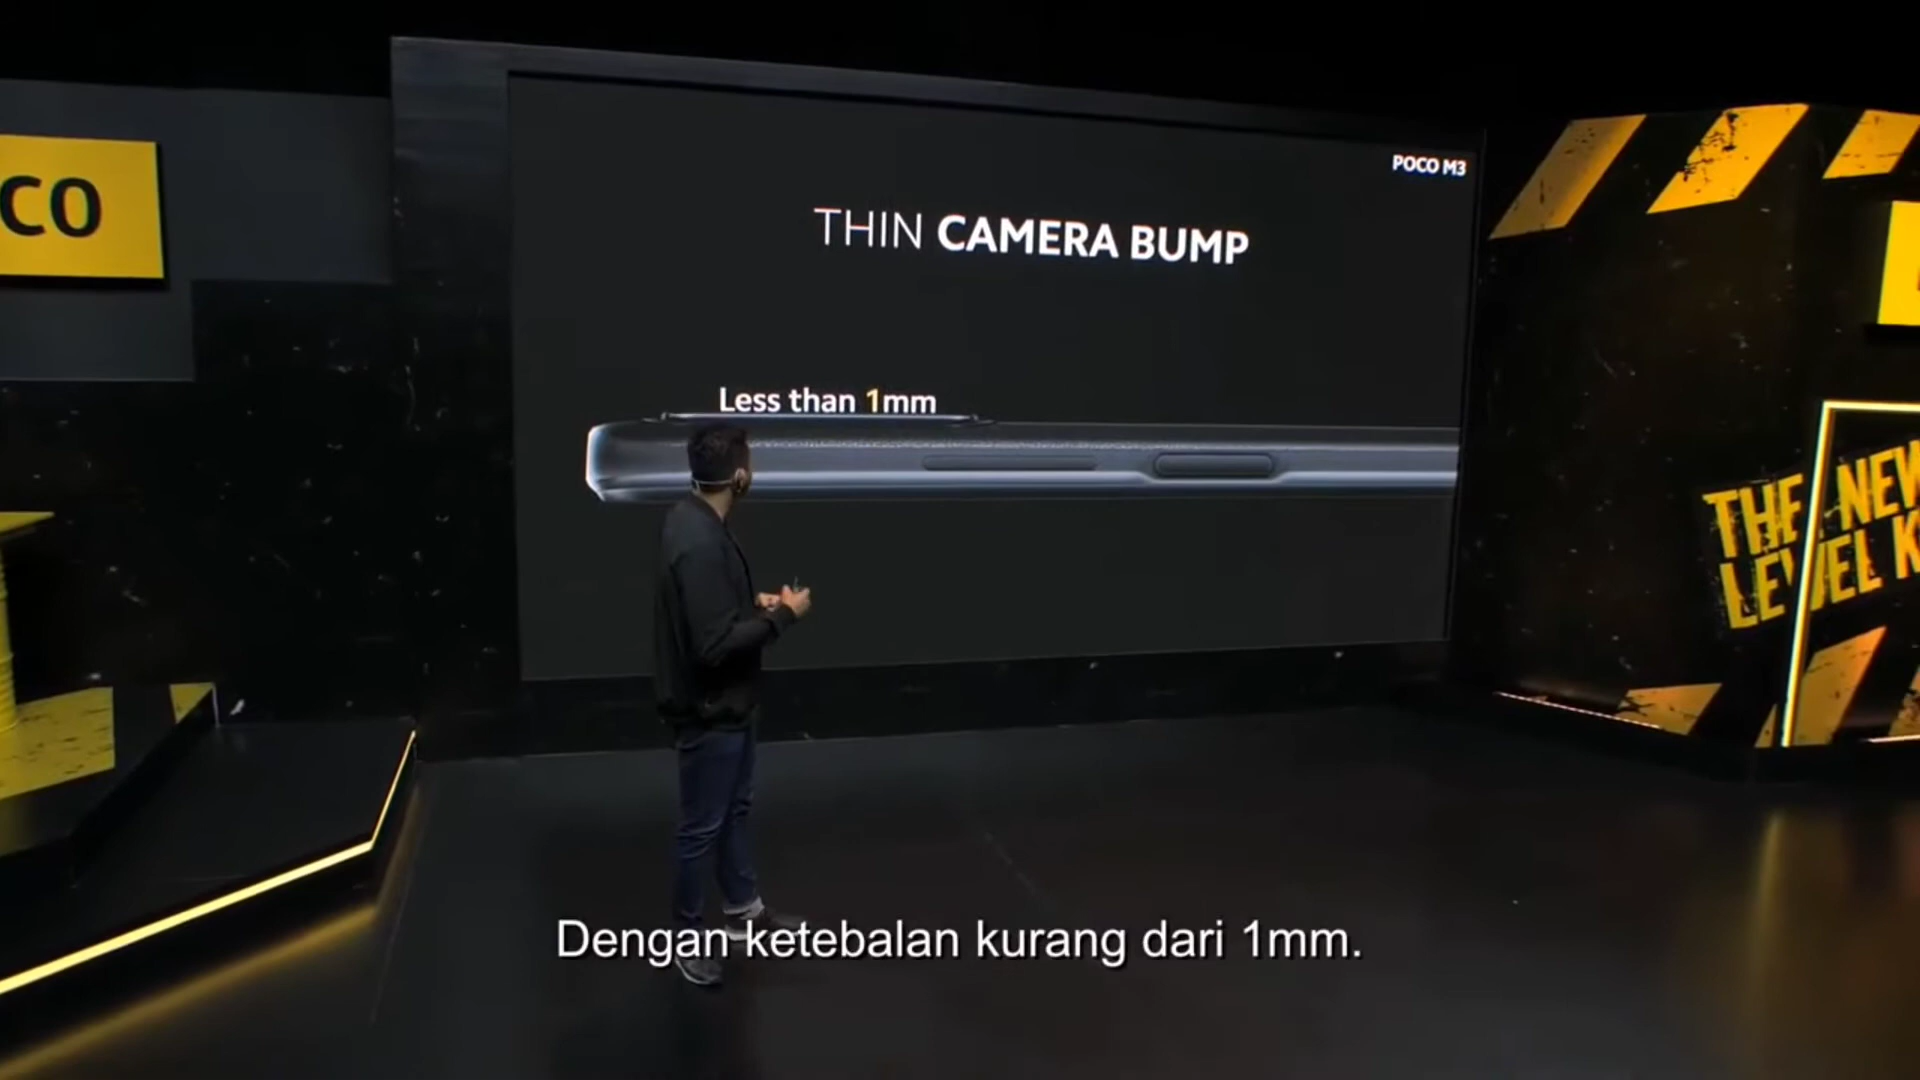 CO
POCO M3
THIN CAMERA BUMP
Less than 1mm
THE NEW
LEVEL K
Dengan ketebalan kurang dari 1mm.